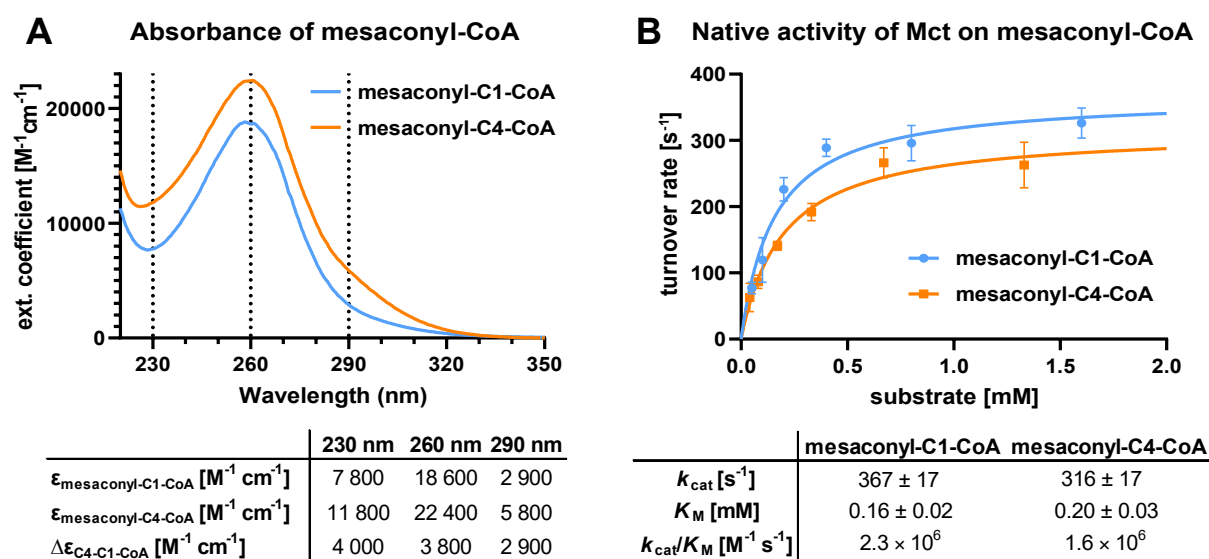 A Absorbance of mesaconyl-CoA
ext. coefficient [M⁻¹cm⁻¹]
20000
10000
0
mesaconyl-C1-CoA
mesaconyl-C4-CoA
230 260 290 320 350
Wavelength (nm)
230 nm 260 nm 290 nm
εmesaconyl-C1-CoA [M⁻¹ cm⁻¹] 7 800 18 600 2 900
εmesaconyl-C4-CoA [M⁻¹ cm⁻¹] 11 800 22 400 5 800
ΔεC4-C1-CoA [M⁻¹ cm⁻¹] 4 000 3 800 2 900
B Native activity of Mct on mesaconyl-CoA
turnover rate [s⁻¹]
400
300
200
100
0
mesaconyl-C1-CoA
mesaconyl-C4-CoA
0.0 0.5 1.0 1.5 2.0
substrate [mM]
mesaconyl-C1-CoA mesaconyl-C4-CoA
kcat [s⁻¹] 367 ± 17 316 ± 17
KM [mM] 0.16 ± 0.02 0.20 ± 0.03
kcat/KM [M⁻¹ s⁻¹] 2.3 × 10⁶ 1.6 × 10⁶